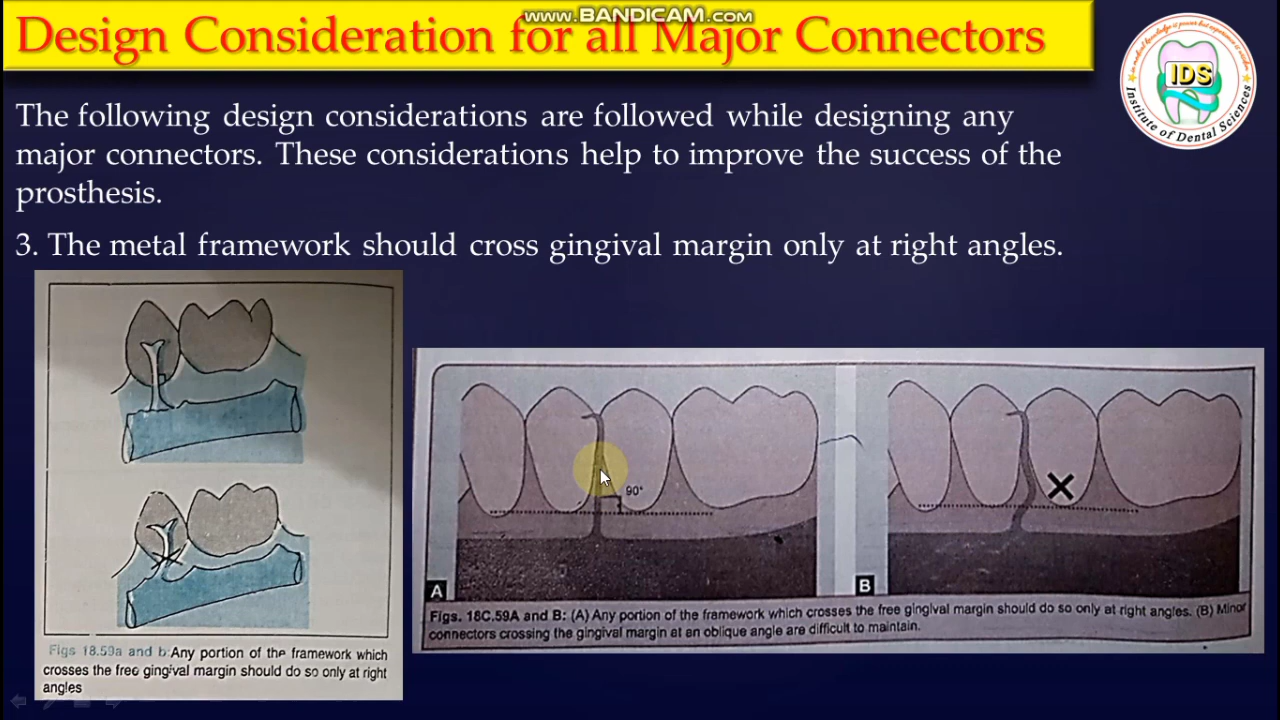 www.BANDICAM.com
Design Consideration for all Major Connectors
IDS
Institute of Dental Sciences
The following design considerations are followed while designing any
major connectors. These considerations help to improve the success of the
prosthesis.
3. The metal framework should cross gingival margin only at right angles.
Figs 18.59a and b:Any portion of the framework which
crosses the free gingival margin should do so only at right
angles
90°
A
B
Figs. 18C.59A and B: (A) Any portion of the framework which crosses the free gingival margin should do so only at right angles. (B) Minor
connectors crossing the gingival margin at an oblique angle are difficult to maintain.